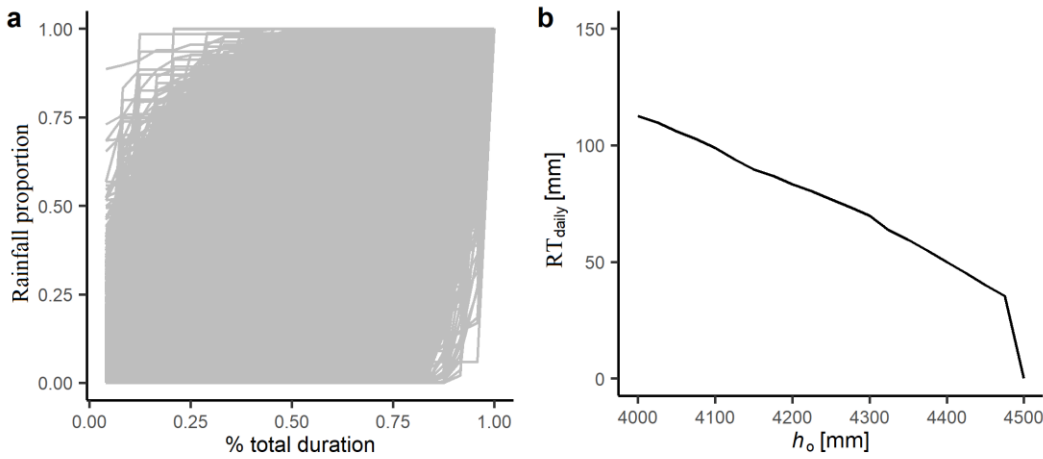 a
1.00
0.75
0.50
0.25
0.00
Rainfall proportion
0.00 0.25 0.50 0.75 1.00
% total duration
b
150
100
50
0
RTdaily [mm]
4000 4100 4200 4300 4400 4500
ho [mm]